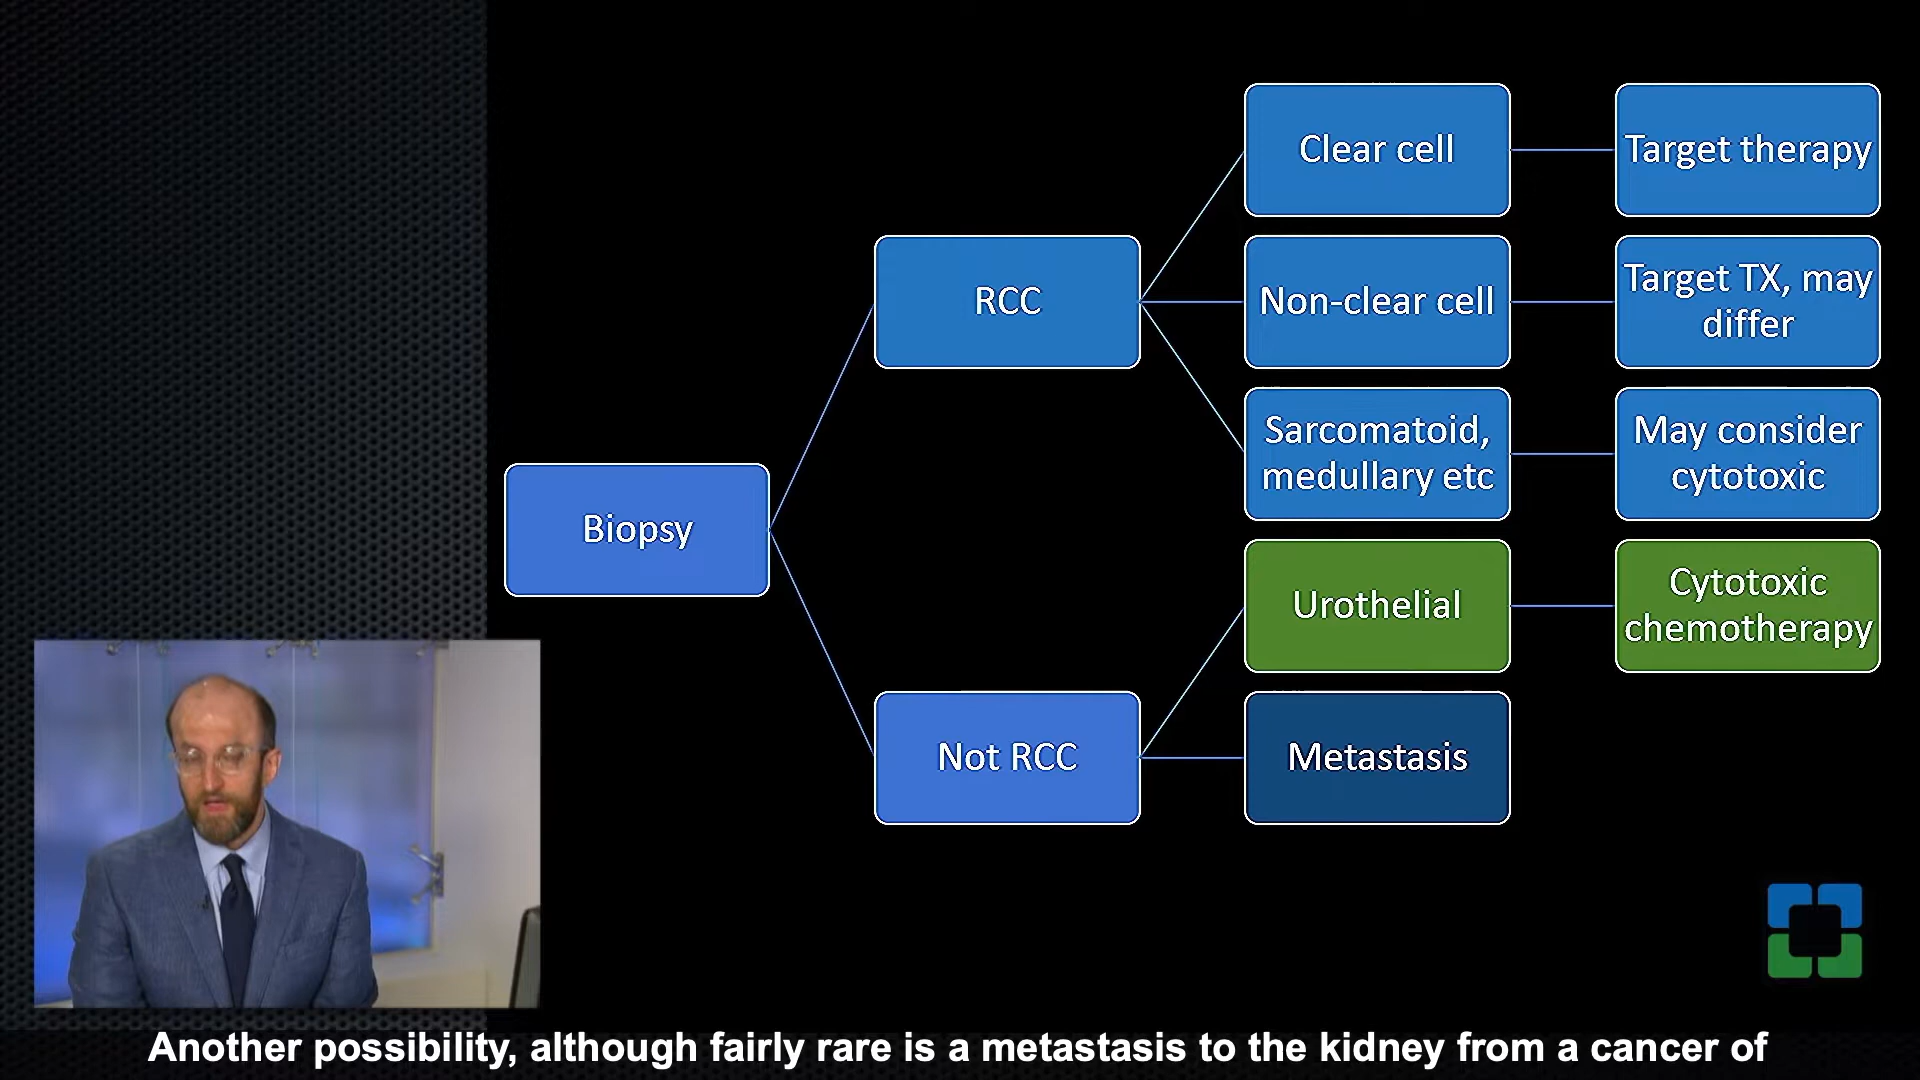 Clear cell
Target therapy
RCC
Non-clear cell
Target TX, may
differ
Sarcomatoid,
medullary etc
May consider
cytotoxic
Biopsy
Urothelial
Cytotoxic
chemotherapy
Not RCC
Metastasis
Another possibility, although fairly rare is a metastasis to the kidney from a cancer of